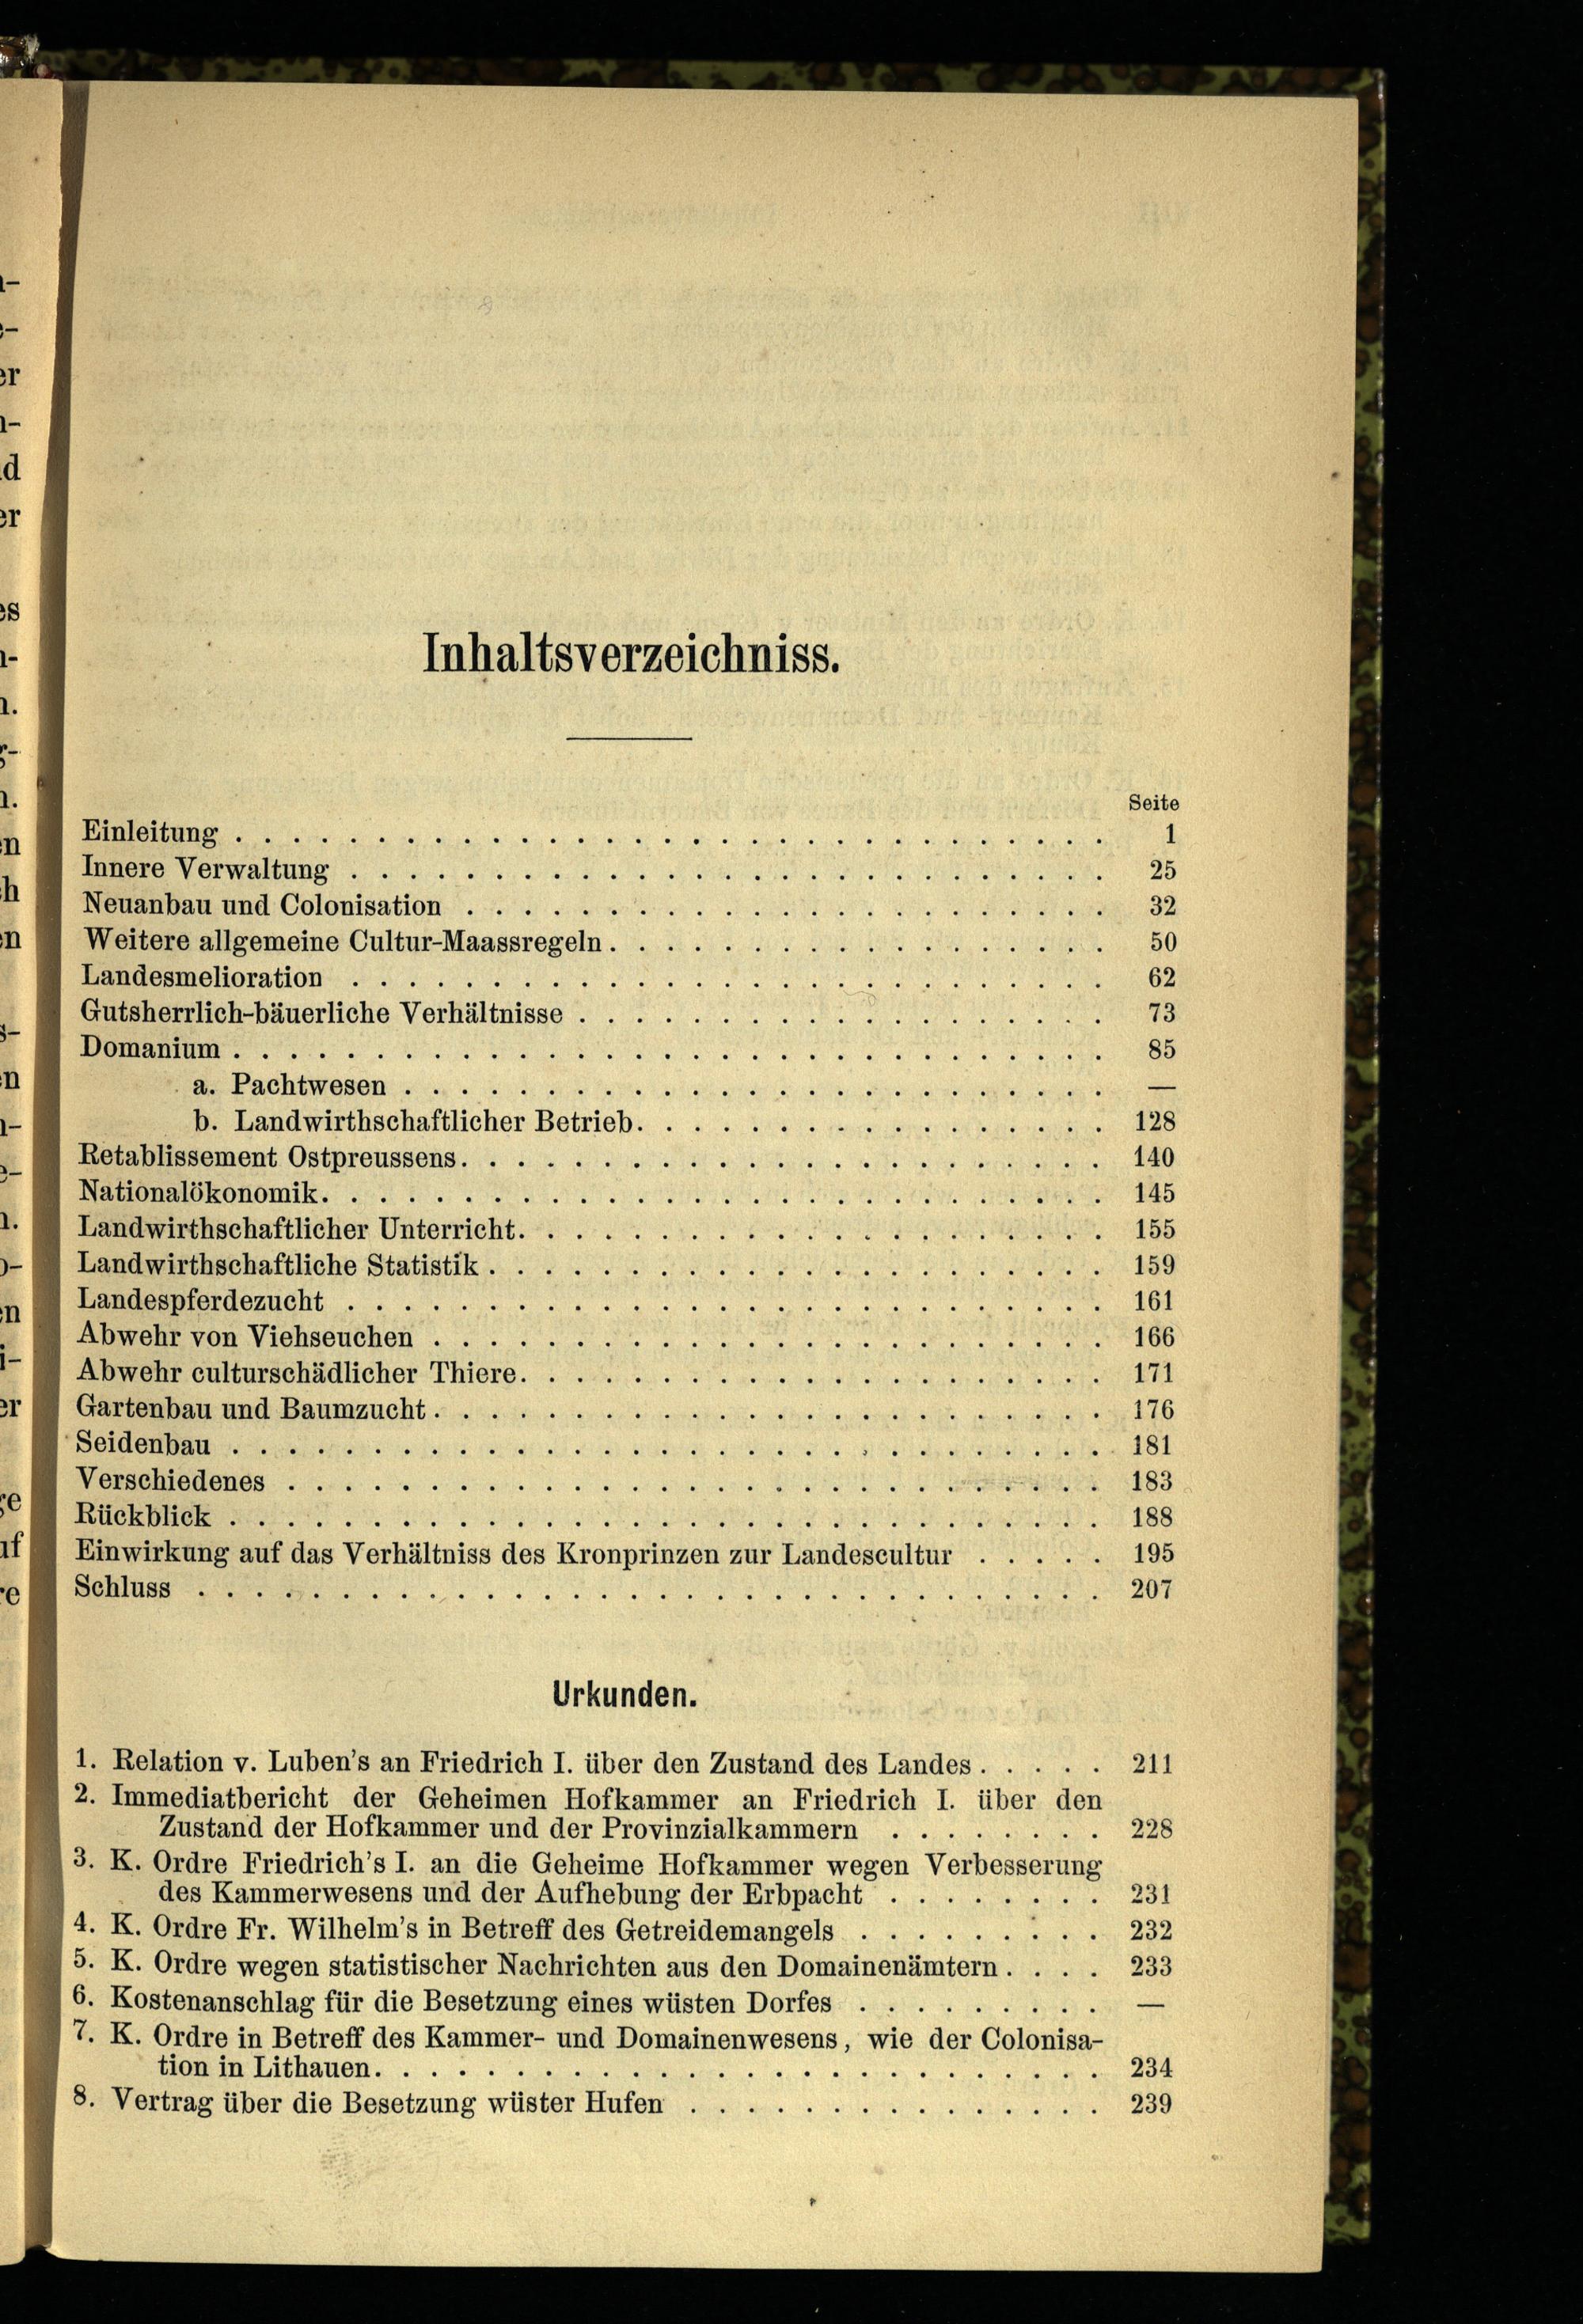 Inhaltsverzeichniss.
Seite
Einleitung . . . . . . . . . . . . . . . . . . . . . . . . . . . . . . . 1
Innere Verwaltung . . . . . . . . . . . . . . . . . . . . . . . . . . . 25
Neuanbau und Colonisation . . . . . . . . . . . . . . . . . . . . . . . 32
Weitere allgemeine Cultur-Maassregeln. . . . . . . . . . . . . . . . . . 50
Landesmelioration . . . . . . . . . . . . . . . . . . . . . . . . . . . 62
Gutsherrlich-bäuerliche Verhältnisse . . . . . . . . . . . . . . . . . . . 73
Domanium . . . . . . . . . . . . . . . . . . . . . . . . . . . . . . . 85
a. Pachtwesen . . . . . . . . . . . . . . . . . . . . . . . . . —
b. Landwirthschaftlicher Betrieb. . . . . . . . . . . . . . . . . 128
Retablissement Ostpreussens. . . . . . . . . . . . . . . . . . . . . . . 140
Nationalökonomik. . . . . . . . . . . . . . . . . . . . . . . . . . . . 145
Landwirthschaftlicher Unterricht. . . . . . . . . . . . . . . . . . . . . 155
Landwirthschaftliche Statistik . . . . . . . . . . . . . . . . . . . . . . 159
Landespferdezucht . . . . . . . . . . . . . . . . . . . . . . . . . . . 161
Abwehr von Viehseuchen . . . . . . . . . . . . . . . . . . . . . . . . 166
Abwehr culturschädlicher Thiere. . . . . . . . . . . . . . . . . . . . . 171
Gartenbau und Baumzucht . . . . . . . . . . . . . . . . . . . . . . . . 176
Seidenbau . . . . . . . . . . . . . . . . . . . . . . . . . . . . . . . 181
Verschiedenes . . . . . . . . . . . . . . . . . . . . . . . . . . . . . 183
Rückblick . . . . . . . . . . . . . . . . . . . . . . . . . . . . . . . 188
Einwirkung auf das Verhältniss des Kronprinzen zur Landescultur . . . . . 195
Schluss . . . . . . . . . . . . . . . . . . . . . . . . . . . . . . . . 207
Urkunden.
1. Relation v. Luben's an Friedrich I. über den Zustand des Landes . . . . . 211
2. Immediatbericht der Geheimen Hofkammer an Friedrich I. über den
Zustand der Hofkammer und der Provinzialkammern . . . . . . . . 228
3. K. Ordre Friedrich's I. an die Geheime Hofkammer wegen Verbesserung
des Kammerwesens und der Aufhebung der Erbpacht . . . . . . . . 231
4. K. Ordre Fr. Wilhelm's in Betreff des Getreidemangels . . . . . . . . . 232
5. K. Ordre wegen statistischer Nachrichten aus den Domainenämtern . . . . 233
6. Kostenanschlag für die Besetzung eines wüsten Dorfes . . . . . . . . . —
7. K. Ordre in Betreff des Kammer- und Domainenwesens, wie der Colonisa-
tion in Lithauen. . . . . . . . . . . . . . . . . . . . . . . . . . 234
8. Vertrag über die Besetzung wüster Hufen . . . . . . . . . . . . . . . 239